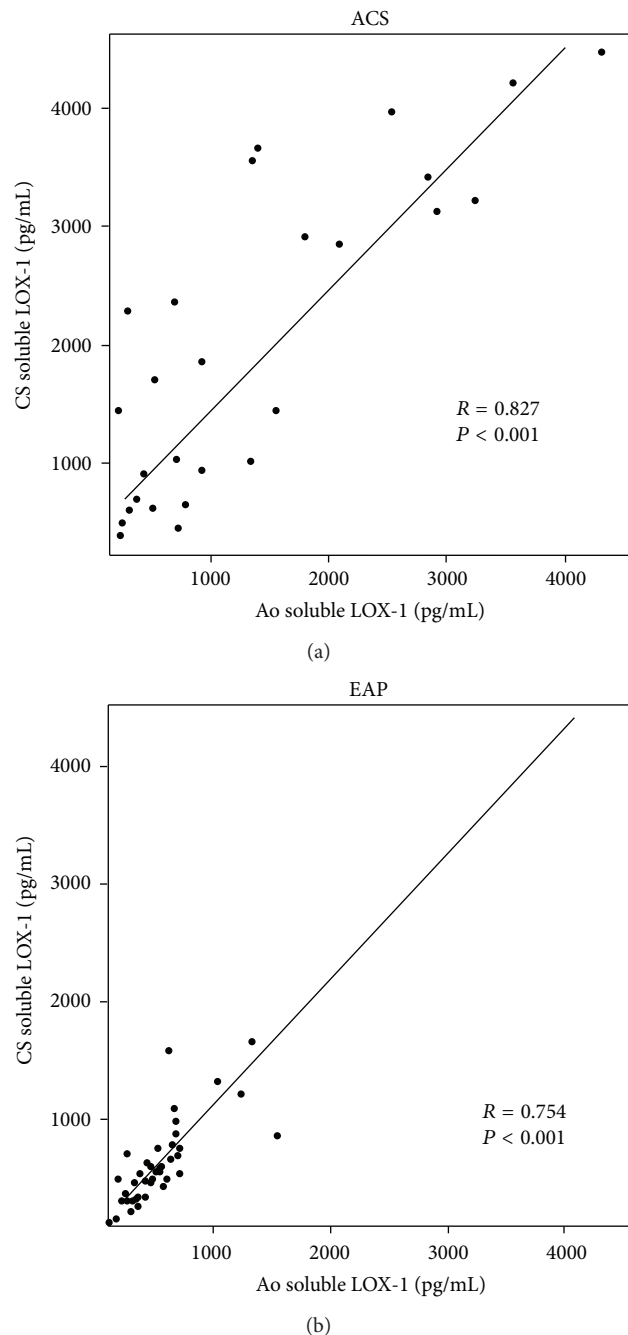 ACS
CS soluble LOX-1 (pg/mL)
4000
3000
2000
1000
R = 0.827
P < 0.001
1000 2000 3000 4000
Ao soluble LOX-1 (pg/mL)
(a)
EAP
CS soluble LOX-1 (pg/mL)
4000
3000
2000
1000
R = 0.754
P < 0.001
1000 2000 3000 4000
Ao soluble LOX-1 (pg/mL)
(b)